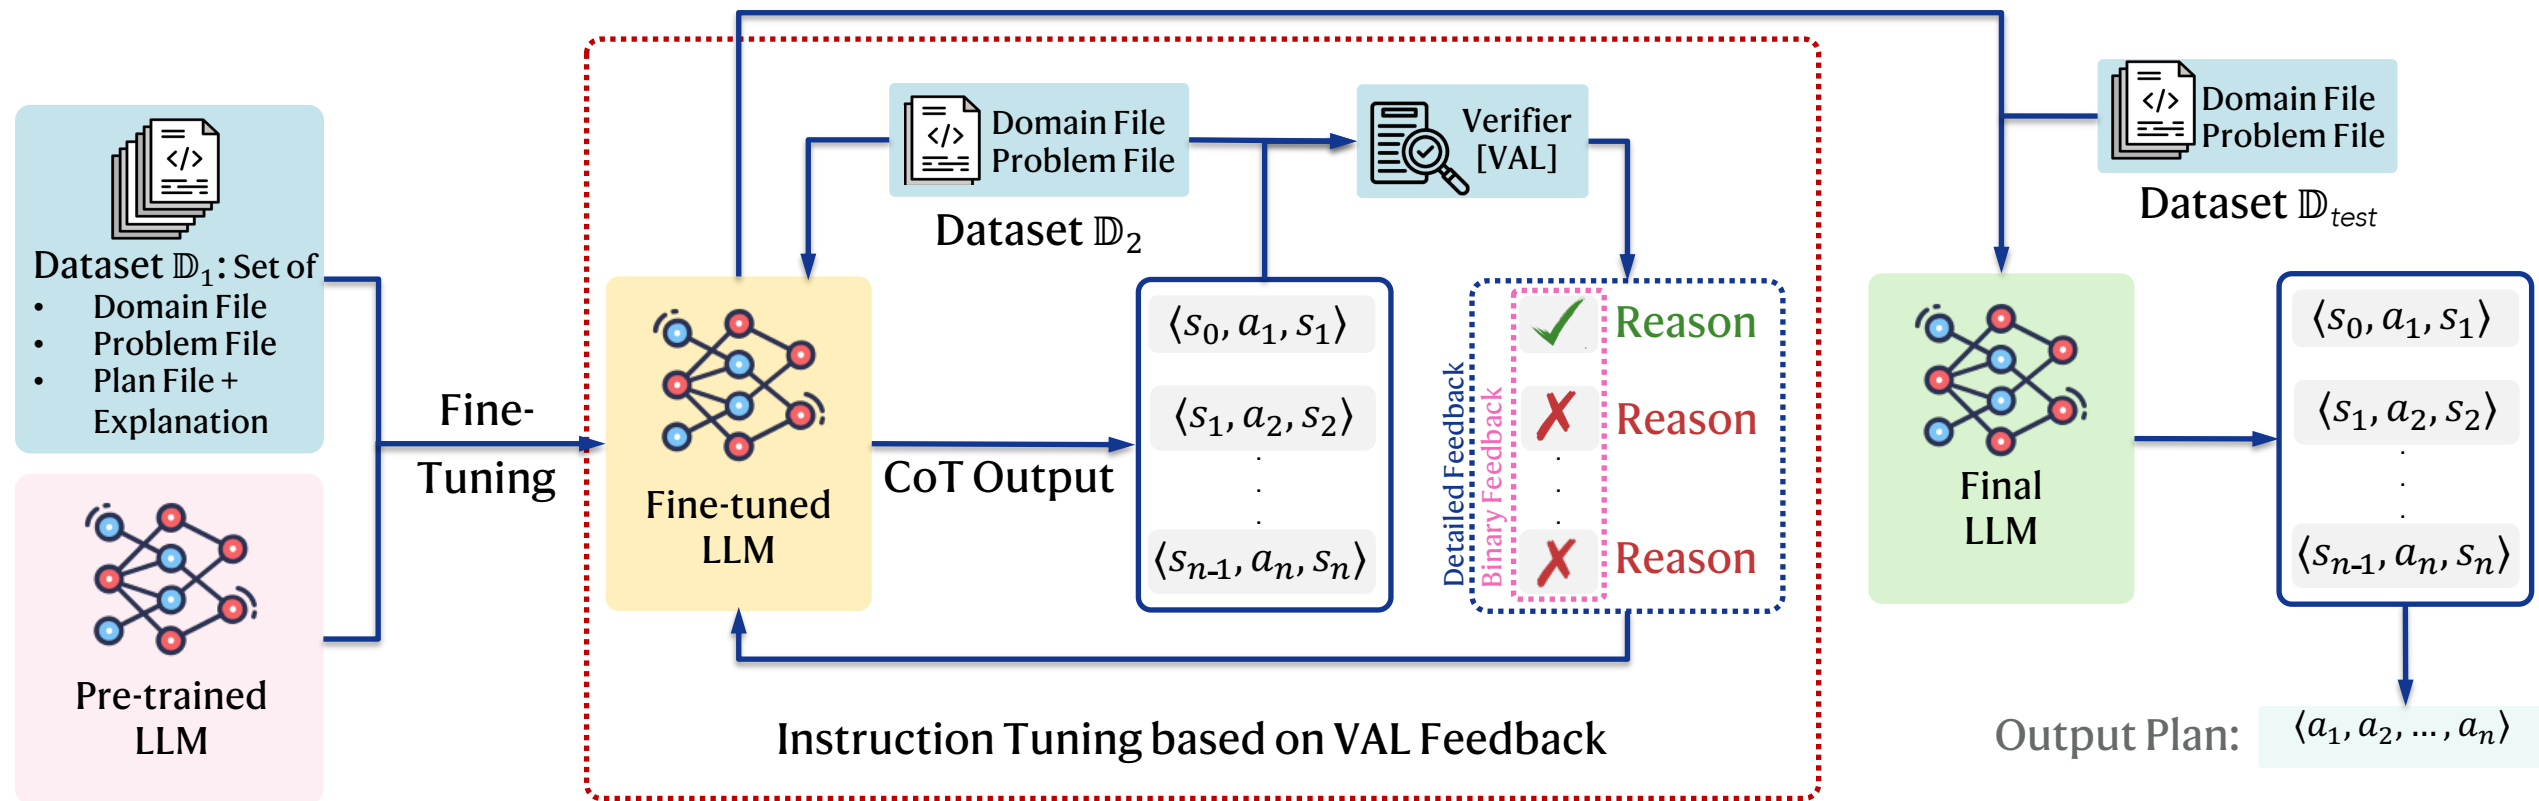 Dataset 𝔻₁: Set of
• Domain File
• Problem File
• Plan File +
Explanation
Pre-trained
LLM
Fine-
Tuning
Fine-tuned
LLM
Domain File
Problem File
Dataset 𝔻₂
Verifier
[VAL]
CoT Output
⟨s₀, a₁, s₁⟩
⟨s₁, a₂, s₂⟩
.
.
.
⟨sₙ₋₁, aₙ, sₙ⟩
Detailed Feedback
Binary Feedback
✓ Reason
✗ Reason
.
.
.
✗ Reason
Instruction Tuning based on VAL Feedback
Domain File
Problem File
Dataset 𝔻test
Final
LLM
⟨s₀, a₁, s₁⟩
⟨s₁, a₂, s₂⟩
.
.
.
⟨sₙ₋₁, aₙ, sₙ⟩
Output Plan: ⟨a₁, a₂, ... , aₙ⟩